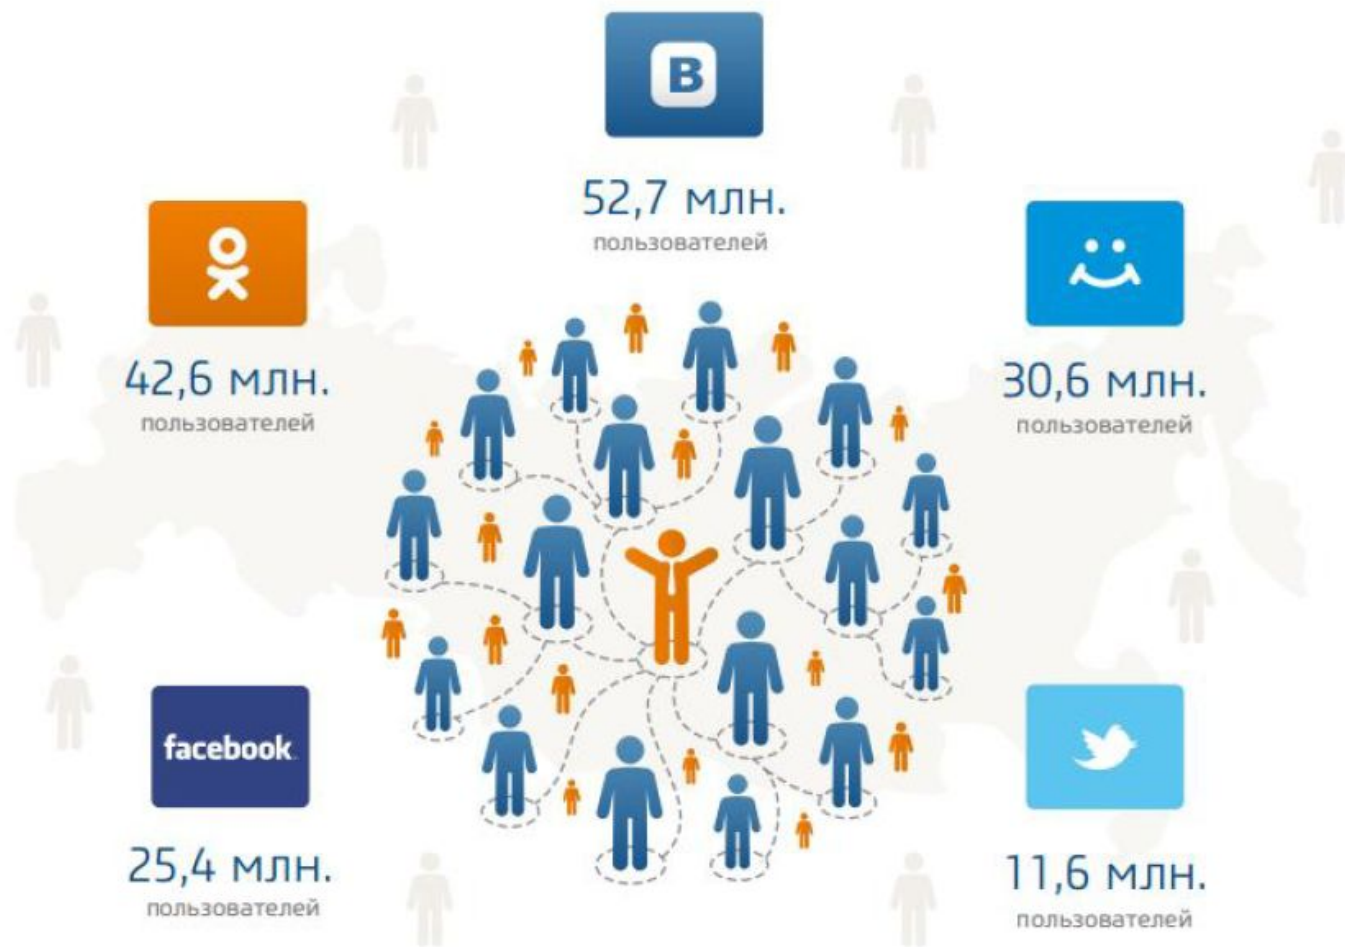 B
52,7 млн.
пользователей
42,6 млн.
пользователей
30,6 млн.
пользователей
facebook
25,4 млн.
пользователей
11,6 млн.
пользователей